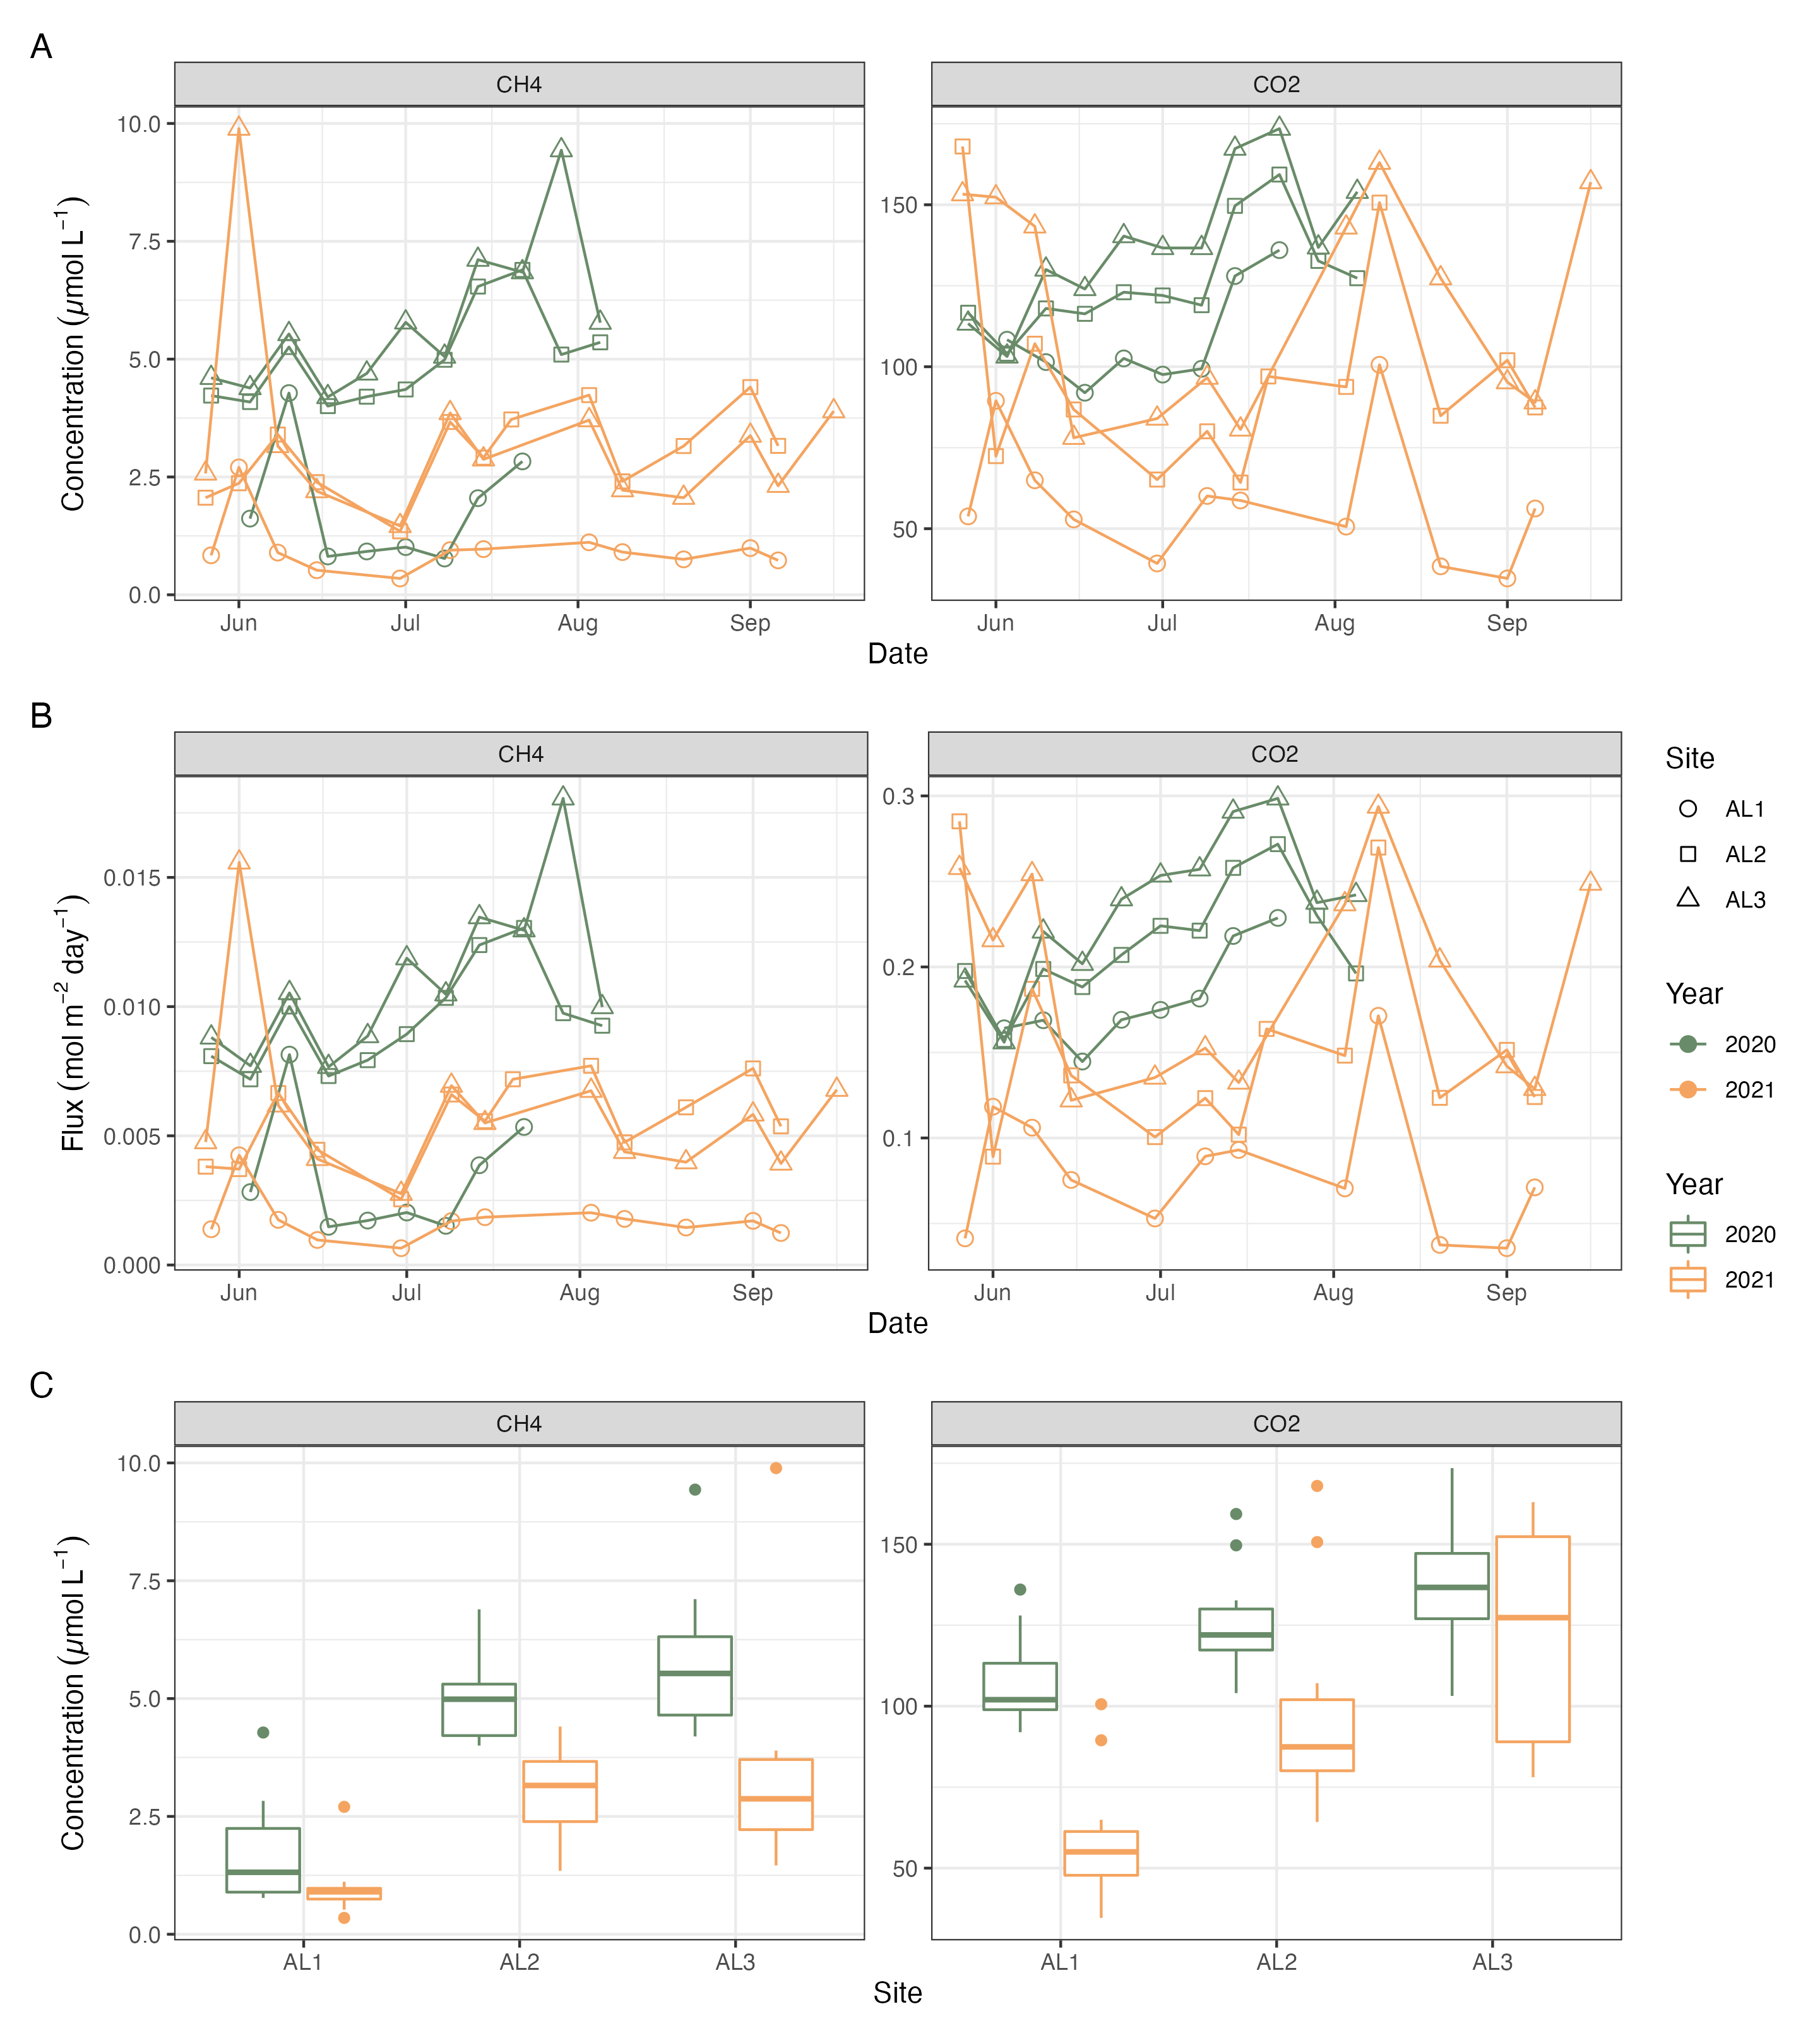 A
CH4
CO2
Concentration (μmol L⁻¹)
10.0
7.5
5.0
2.5
0.0
150
100
50
Jun Jul Aug Sep
Jun Jul Aug Sep
Date
B
CH4
CO2
Flux (mol m⁻² day⁻¹)
0.015
0.010
0.005
0.000
0.3
0.2
0.1
Jun Jul Aug Sep
Jun Jul Aug Sep
Date
Site
AL1
AL2
AL3
Year
2020
2021
Year
2020
2021
C
CH4
CO2
Concentration (μmol L⁻¹)
10.0
7.5
5.0
2.5
0.0
150
100
50
AL1 AL2 AL3
AL1 AL2 AL3
Site